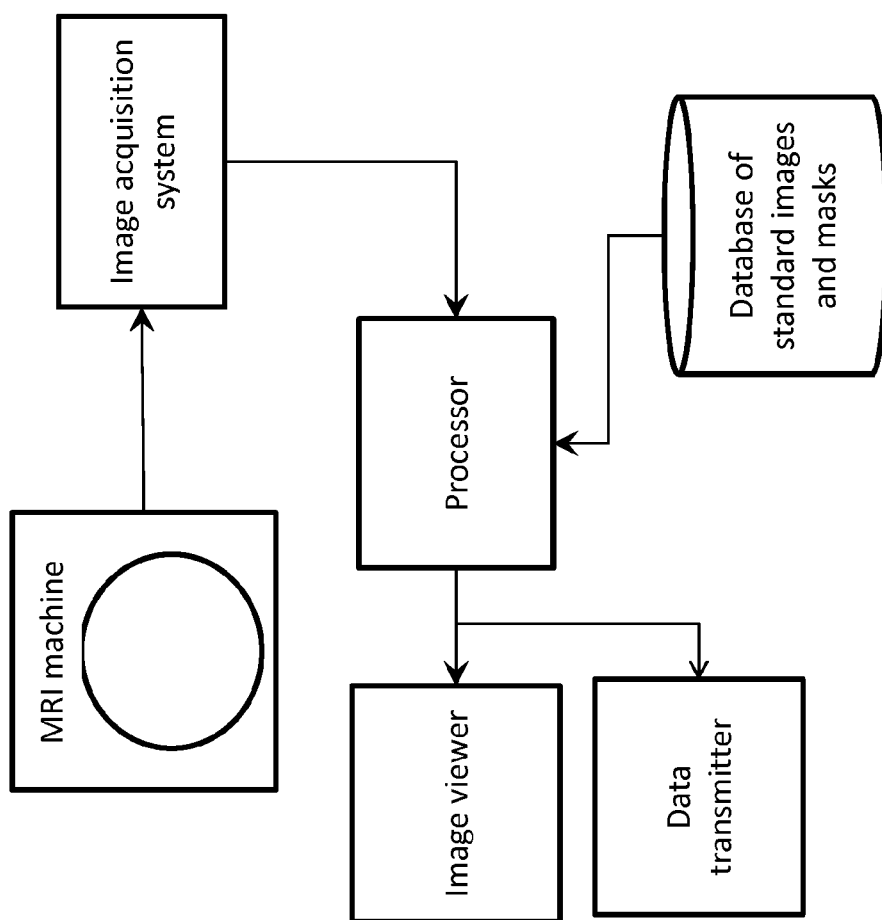 MRI machine
Image acquisition
system
Processor
Database of
standard images
and masks
Image viewer
Data
transmitter